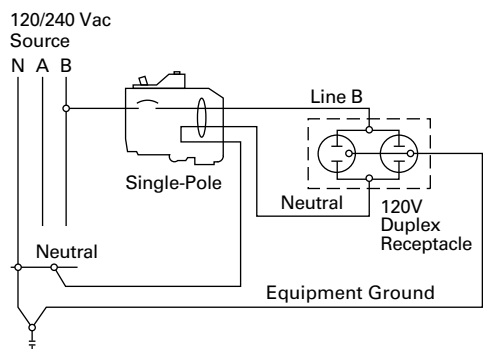 120/240 Vac
Source
N A B
Line B
Single-Pole
Neutral
120V
Duplex
Receptacle
Neutral
Equipment Ground